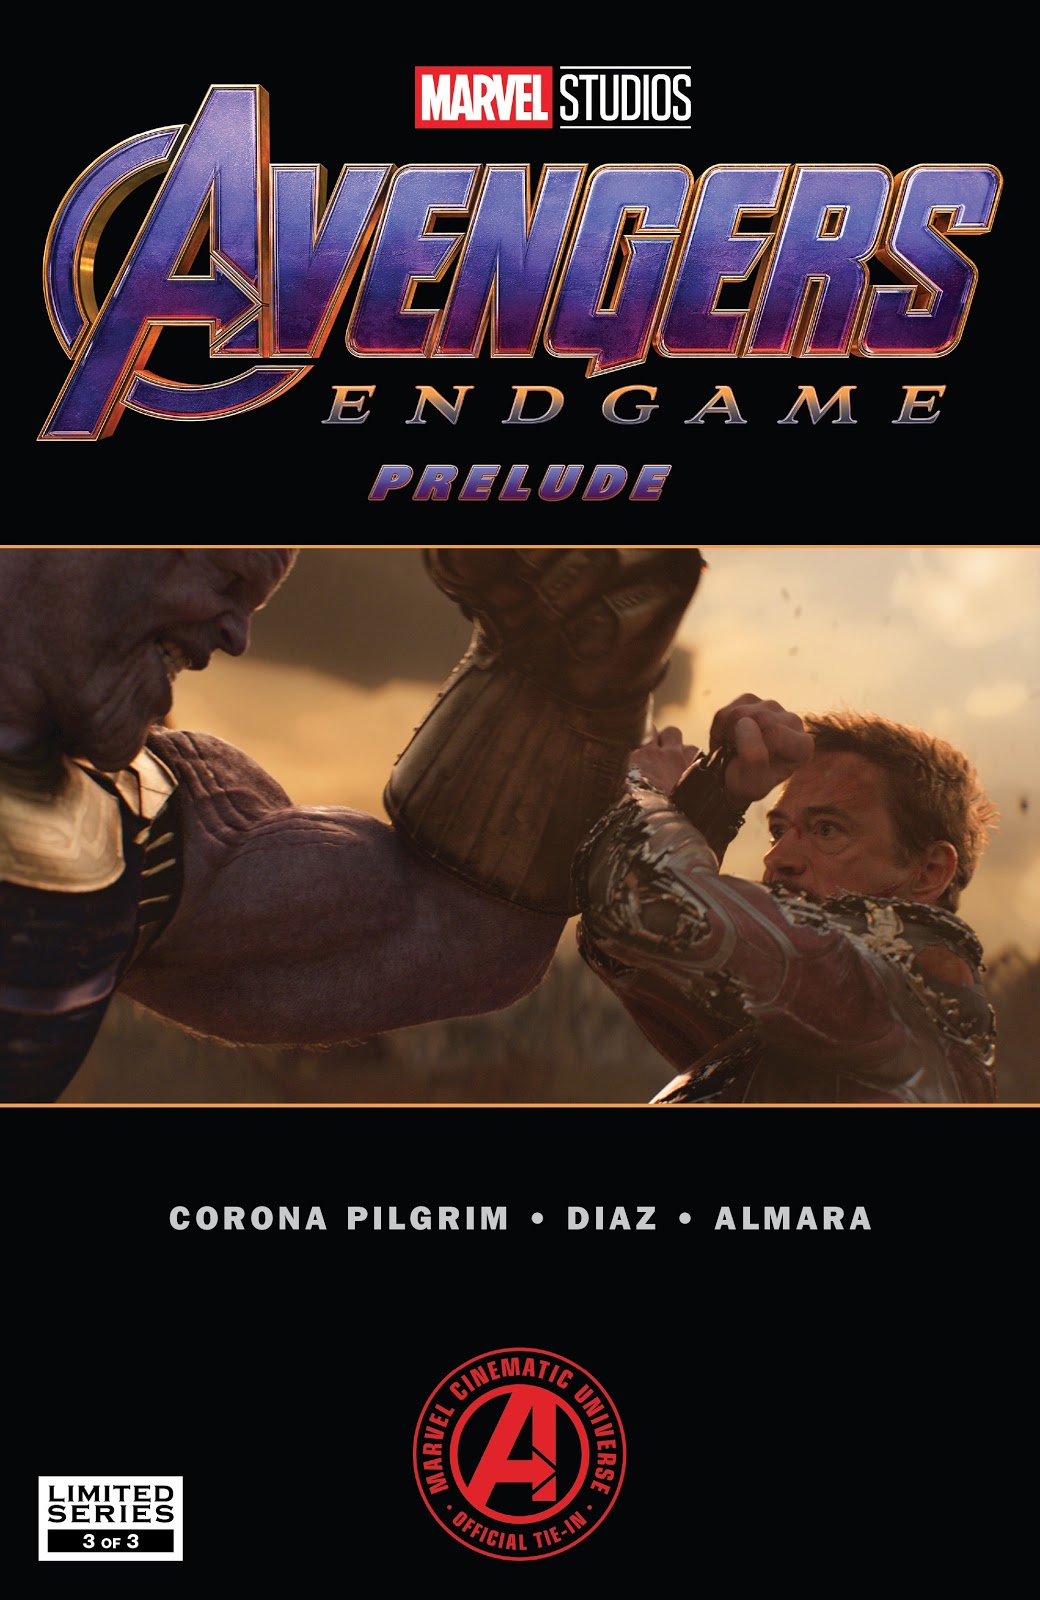 MARVEL STUDIOS
AVENGERS
ENDGAME
PRELUDE
CORONA PILGRIM • DIAZ • ALMARA
MARVEL CINEMATIC UNIVERSE
A
• OFFICIAL TIE-IN •
LIMITED
SERIES
3 OF 3